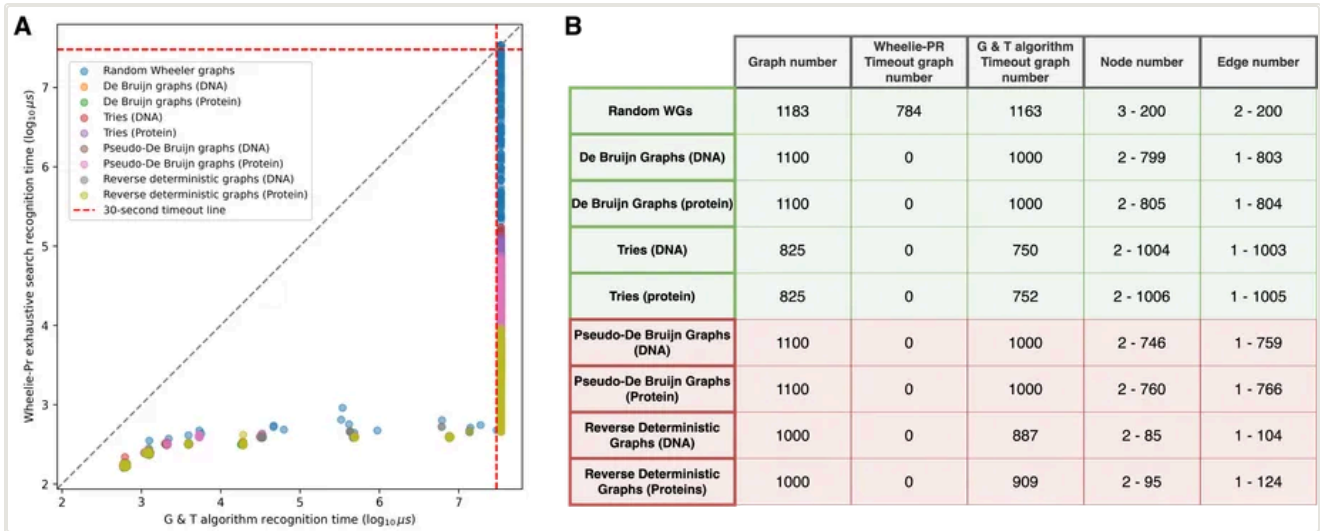 A
Wheelie-Pr exhaustive search recognition time (log₁₀μs)
7
6
5
4
3
2
Random Wheeler graphs
De Bruijn graphs (DNA)
De Bruijn graphs (Protein)
Tries (DNA)
Tries (Protein)
Pseudo-De Bruijn graphs (DNA)
Pseudo-De Bruijn graphs (Protein)
Reverse deterministic graphs (DNA)
Reverse deterministic graphs (Protein)
30-second timeout line
2 3 4 5 6 7
G & T algorithm recognition time (log₁₀μs)
B
Graph number
Wheelie-PR
Timeout graph
number
G & T algorithm
Timeout graph
number
Node number
Edge number
Random WGs 1183 784 1163 3 - 200 2 - 200
De Bruijn Graphs (DNA) 1100 0 1000 2 - 799 1 - 803
De Bruijn Graphs (protein) 1100 0 1000 2 - 805 1 - 804
Tries (DNA) 825 0 750 2 - 1004 1 - 1003
Tries (protein) 825 0 752 2 - 1006 1 - 1005
Pseudo-De Bruijn Graphs
(DNA)
1100 0 1000 2 - 746 1 - 759
Pseudo-De Bruijn Graphs
(Protein)
1100 0 1000 2 - 760 1 - 766
Reverse Deterministic
Graphs (DNA)
1000 0 887 2 - 85 1 - 104
Reverse Deterministic
Graphs (Proteins)
1000 0 909 2 - 95 1 - 124